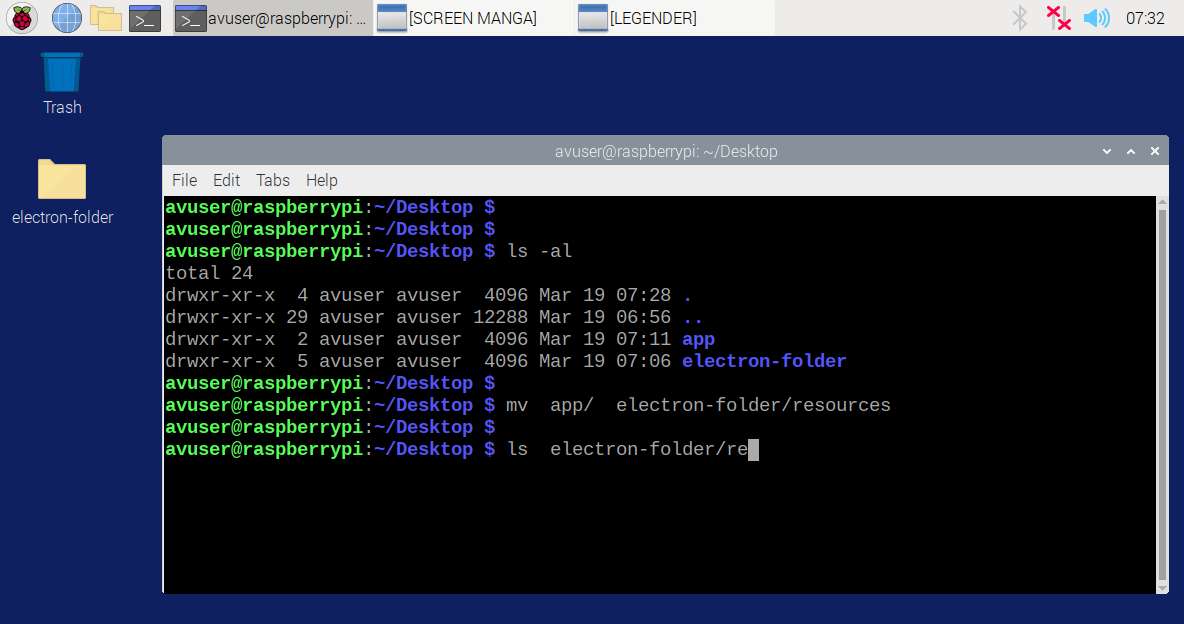 avuser@raspberrypi: ...
[SCREEN MANGA]
[LEGENDER]
07:32
Trash
electron-folder
avuser@raspberrypi: ~/Desktop
File Edit Tabs Help
avuser@raspberrypi:~/Desktop $
avuser@raspberrypi:~/Desktop $
avuser@raspberrypi:~/Desktop $ ls -al
total 24
drwxr-xr-x  4 avuser avuser  4096 Mar 19 07:28 .
drwxr-xr-x 29 avuser avuser 12288 Mar 19 06:56 ..
drwxr-xr-x  2 avuser avuser  4096 Mar 19 07:11 app
drwxr-xr-x  5 avuser avuser  4096 Mar 19 07:06 electron-folder
avuser@raspberrypi:~/Desktop $
avuser@raspberrypi:~/Desktop $ mv  app/  electron-folder/resources
avuser@raspberrypi:~/Desktop $
avuser@raspberrypi:~/Desktop $ ls  electron-folder/re